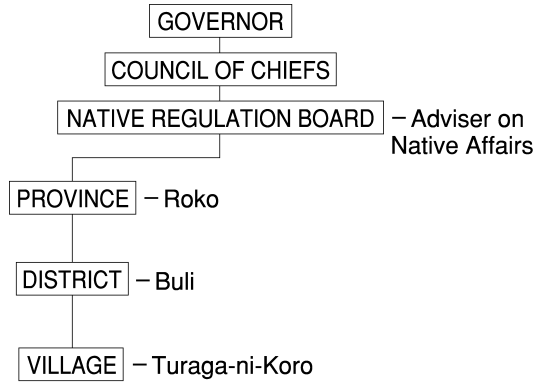 GOVERNOR
COUNCIL OF CHIEFS
NATIVE REGULATION BOARD – Adviser on
Native Affairs
PROVINCE – Roko
DISTRICT – Buli
VILLAGE – Turaga-ni-Koro